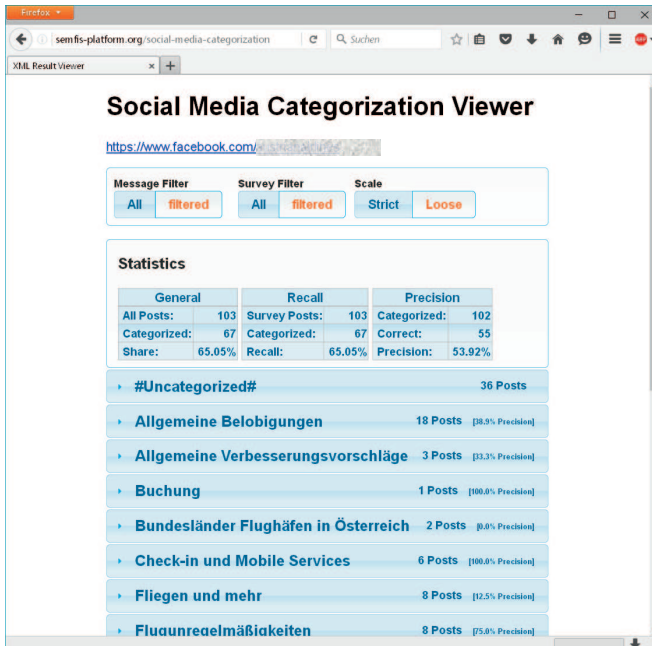 Firefox
semfis-platform.org/social-media-categorization
Suchen
XML Result Viewer
Social Media Categorization Viewer
https://www.facebook.com/
Message Filter Survey Filter Scale
All filtered All filtered Strict Loose
Statistics
General Recall Precision
All Posts: 103 Survey Posts: 103 Categorized: 102
Categorized: 67 Categorized: 67 Correct: 55
Share: 65.05% Recall: 65.05% Precision: 53.92%
#Uncategorized# 36 Posts
Allgemeine Belobigungen 18 Posts [38.9% Precision]
Allgemeine Verbesserungsvorschläge 3 Posts [33.3% Precision]
Buchung 1 Posts [100.0% Precision]
Bundesländer Flughäfen in Österreich 2 Posts [0.0% Precision]
Check-in und Mobile Services 6 Posts [100.0% Precision]
Fliegen und mehr 8 Posts [12.5% Precision]
Flugunregelmäßigkeiten 8 Posts [75.0% Precision]